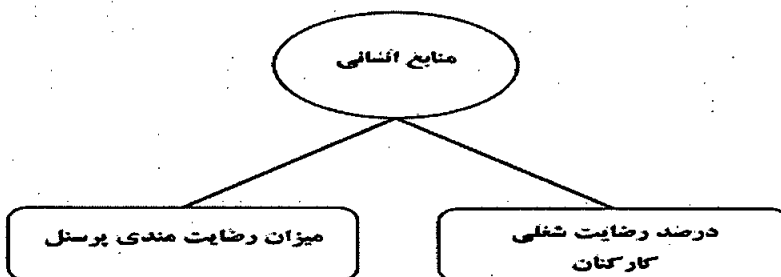 منابع انسانی
درصد رضایت شغلی
کارکنان
میزان رضایت مندی پرسنل